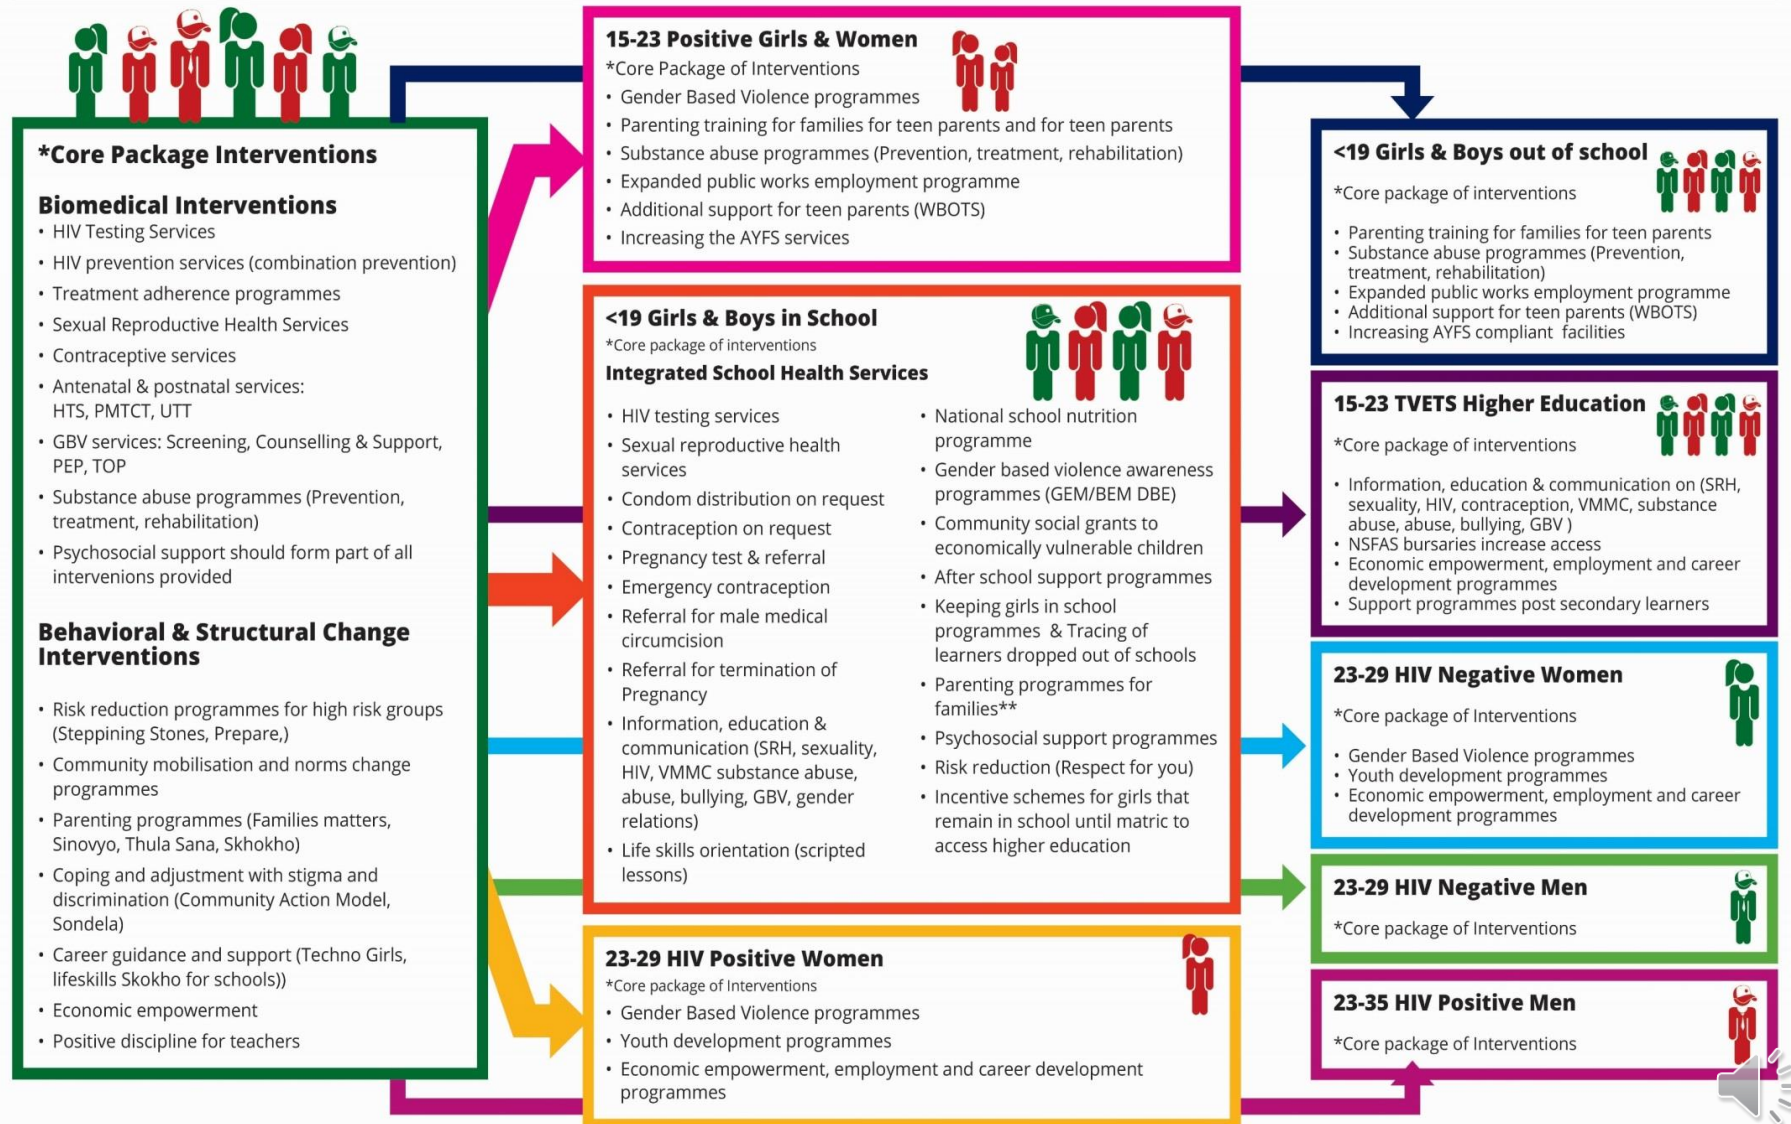 *Core Package Interventions
Biomedical Interventions
• HIV Testing Services
• HIV prevention services (combination prevention)
• Treatment adherence programmes
• Sexual Reproductive Health Services
• Contraceptive services
• Antenatal & postnatal services:
HTS, PMTCT, UTT
• GBV services: Screening, Counselling & Support,
PEP, TOP
• Substance abuse programmes (Prevention,
treatment, rehabilitation)
• Psychosocial support should form part of all
intervenions provided
Behavioral & Structural Change
Interventions
• Risk reduction programmes for high risk groups
(Steppining Stones, Prepare,)
• Community mobilisation and norms change
programmes
• Parenting programmes (Families matters,
Sinovyo, Thula Sana, Skhokho)
• Coping and adjustment with stigma and
discrimination (Community Action Model,
Sondela)
• Career guidance and support (Techno Girls,
lifeskills Skokho for schools))
• Economic empowerment
• Positive discipline for teachers
15-23 Positive Girls & Women
*Core Package of Interventions
• Gender Based Violence programmes
• Parenting training for families for teen parents and for teen parents
• Substance abuse programmes (Prevention, treatment, rehabilitation)
• Expanded public works employment programme
• Additional support for teen parents (WBOTS)
• Increasing the AYFS services
<19 Girls & Boys in School
*Core package of interventions
Integrated School Health Services
• HIV testing services
• Sexual reproductive health
services
• Condom distribution on request
• Contraception on request
• Pregnancy test & referral
• Emergency contraception
• Referral for male medical
circumcision
• Referral for termination of
Pregnancy
• Information, education &
communication (SRH, sexuality,
HIV, VMMC substance abuse,
abuse, bullying, GBV, gender
relations)
• Life skills orientation (scripted
lessons)
• National school nutrition
programme
• Gender based violence awareness
programmes (GEM/BEM DBE)
• Community social grants to
economically vulnerable children
• After school support programmes
• Keeping girls in school
programmes & Tracing of
learners dropped out of schools
• Parenting programmes for
families**
• Psychosocial support programmes
• Risk reduction (Respect for you)
• Incentive schemes for girls that
remain in school until matric to
access higher education
23-29 HIV Positive Women
*Core package of Interventions
• Gender Based Violence programmes
• Youth development programmes
• Economic empowerment, employment and career development
programmes
<19 Girls & Boys out of school
*Core package of interventions
• Parenting training for families for teen parents
• Substance abuse programmes (Prevention,
treatment, rehabilitation)
• Expanded public works employment programme
• Additional support for teen parents (WBOTS)
• Increasing AYFS compliant facilities
15-23 TVETS Higher Education
*Core package of interventions
• Information, education & communication on (SRH,
sexuality, HIV, contraception, VMMC, substance
abuse, abuse, bullying, GBV )
• NSFAS bursaries increase access
• Economic empowerment, employment and career
development programmes
• Support programmes post secondary learners
23-29 HIV Negative Women
*Core package of Interventions
• Gender Based Violence programmes
• Youth development programmes
• Economic empowerment, employment and career
development programmes
23-29 HIV Negative Men
*Core package of Interventions
23-35 HIV Positive Men
*Core package of Interventions